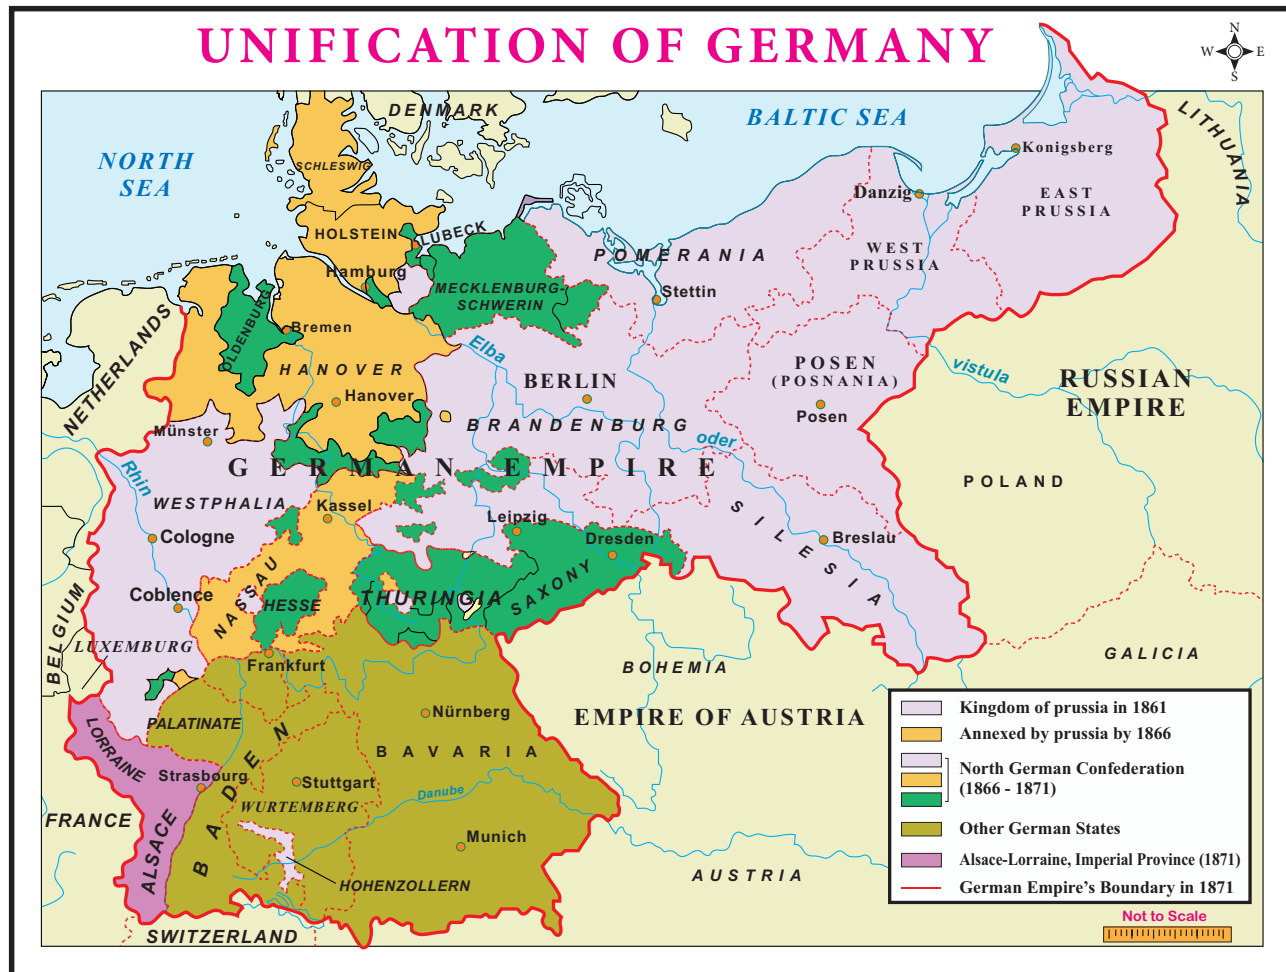 UNIFICATION OF GERMANY
N
W E
S
DENMARK
BALTIC SEA
LITHUANIA
NORTH
SEA
SCHLESWIG
Konigsberg
Danzig
EAST
PRUSSIA
HOLSTEIN
LUBECK
POMERANIA
WEST
PRUSSIA
Hamburg
MECKLENBURG-
SCHWERIN
Stettin
OLDENBURG
Bremen
NETHERLANDS
Elba
HANOVER
BERLIN
POSEN
(POSNANIA)
vistula
RUSSIAN
EMPIRE
Hanover
Posen
Münster
BRANDENBURG
oder
GERMAN EMPIRE
Rhin
POLAND
WESTPHALIA
Kassel
Leipzig
SILESIA
Cologne
Dresden
Breslau
Coblence
NASSAU
HESSE
THURINGIA
SAXONY
BELGIUM
LUXEMBURG
Frankfurt
BOHEMIA
GALICIA
LORRAINE
PALATINATE
Nürnberg
EMPIRE OF AUSTRIA
BADEN
BAVARIA
Strasbourg
Stuttgart
WURTEMBERG
Danube
FRANCE
ALSACE
Munich
HOHENZOLLERN
AUSTRIA
SWITZERLAND
Kingdom of prussia in 1861
Annexed by prussia by 1866
North German Confederation
(1866 - 1871)
Other German States
Alsace-Lorraine, Imperial Province (1871)
German Empire's Boundary in 1871
Not to Scale